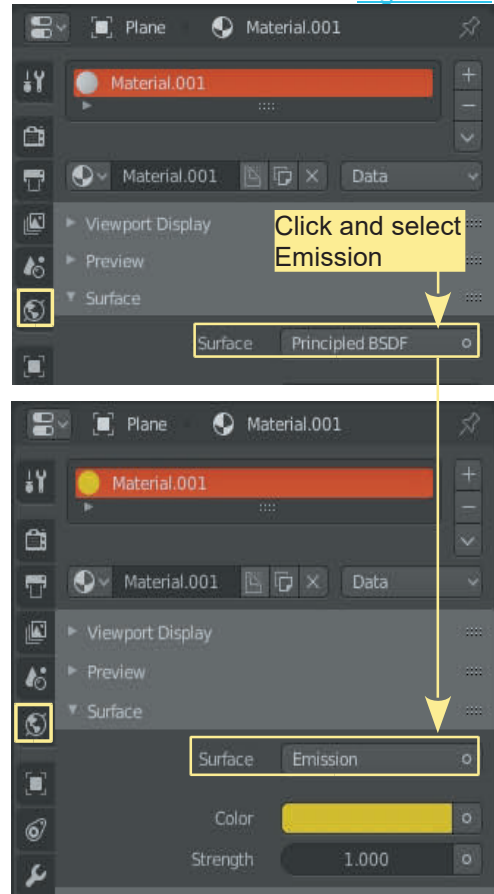 Plane Material.001
Material.001
Material.001 Data
Viewport Display
Click and select
Emission
Preview
Surface
Surface Principled BSDF
Plane Material.001
Material.001
Material.001 Data
Viewport Display
Preview
Surface
Surface Emission
Color
Strength 1.000